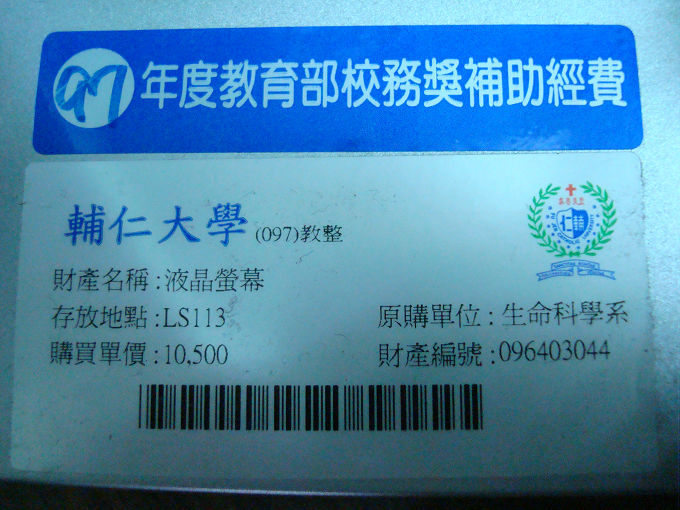 97年度教育部校務獎補助經費
輔仁大學 (097)教整
財產名稱:液晶螢幕
存放地點:LS113
原購單位:生命科學系
購買單價:10,500
財產編號:096403044